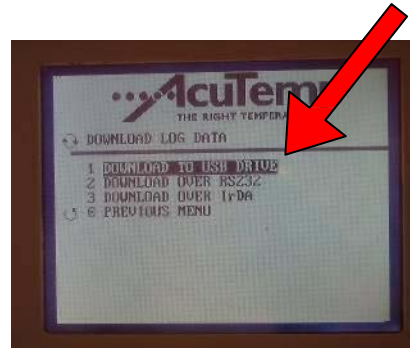 AcuTemp
THE RIGHT TEMPERA
DOWNLOAD LOG DATA
1 DOWNLOAD TO USB DRIVE
2 DOWNLOAD OVER RS232
3 DOWNLOAD OVER IrDA
6 PREVIOUS MENU